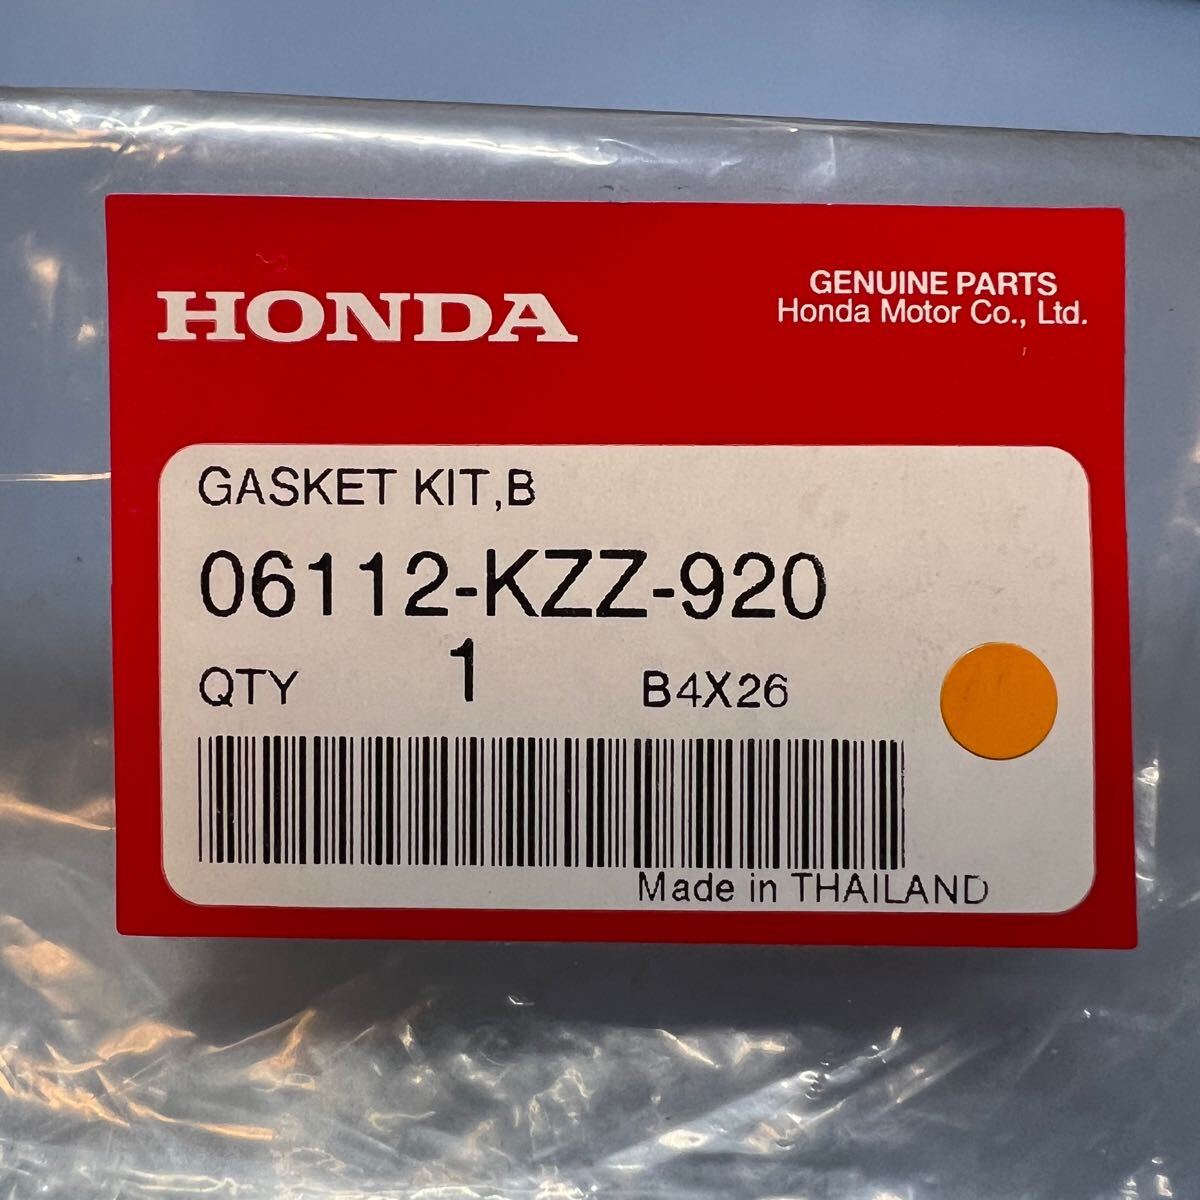 HONDA
GENUINE PARTS
Honda Motor Co., Ltd.
GASKET KIT,B
06112-KZZ-920
QTY 1 B4X26
Made in THAILAND